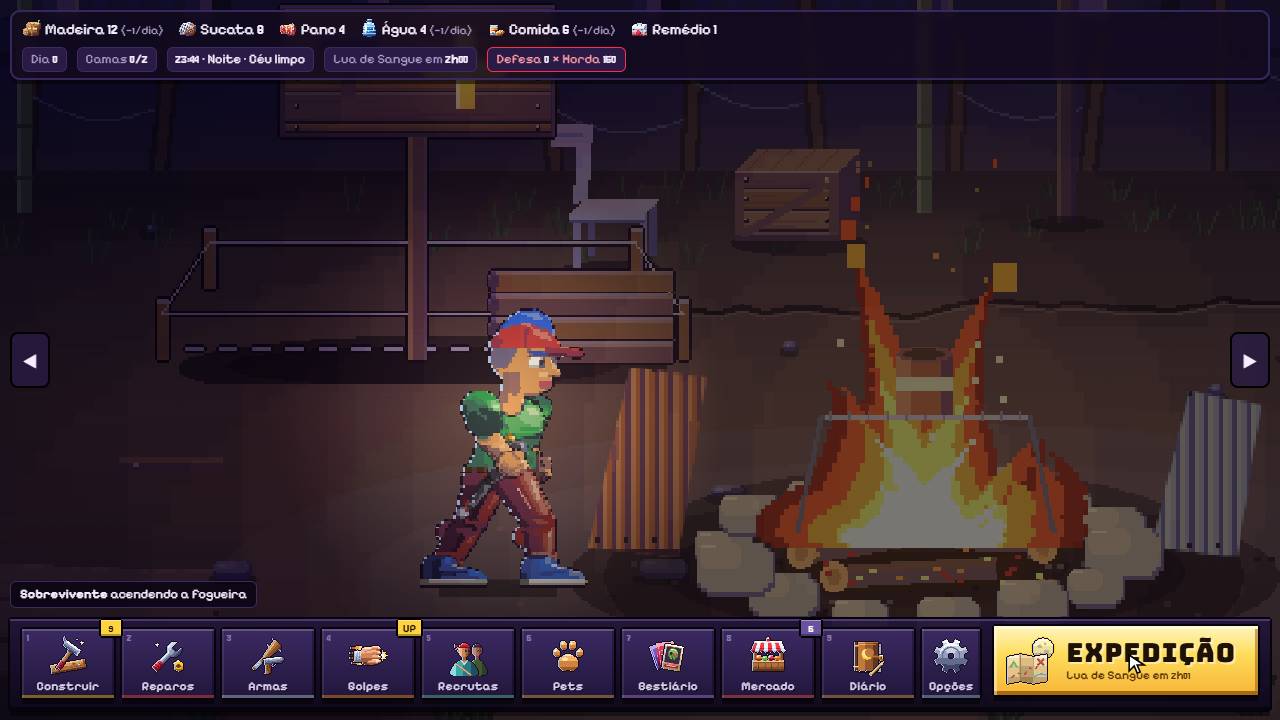 Madeira 12 (-1/dia) Sucata 8 Pano 4 Água 4 (-1/dia) Comida 6 (-1/dia) Remédio 1
Dia 0 Camas 0/2 23:44 · Noite · Céu limpo Lua de Sangue em 2h00 Defesa 0 × Horda 160
Sobrevivente acendendo a fogueira
1 9
Construir
2
Reparos
3
Armas
4 UP
Golpes
5
Recrutas
6
Pets
7
Bestiário
8 6
Mercado
9
Diário
Opções
EXPEDIÇÃO
Lua de Sangue em 2h01